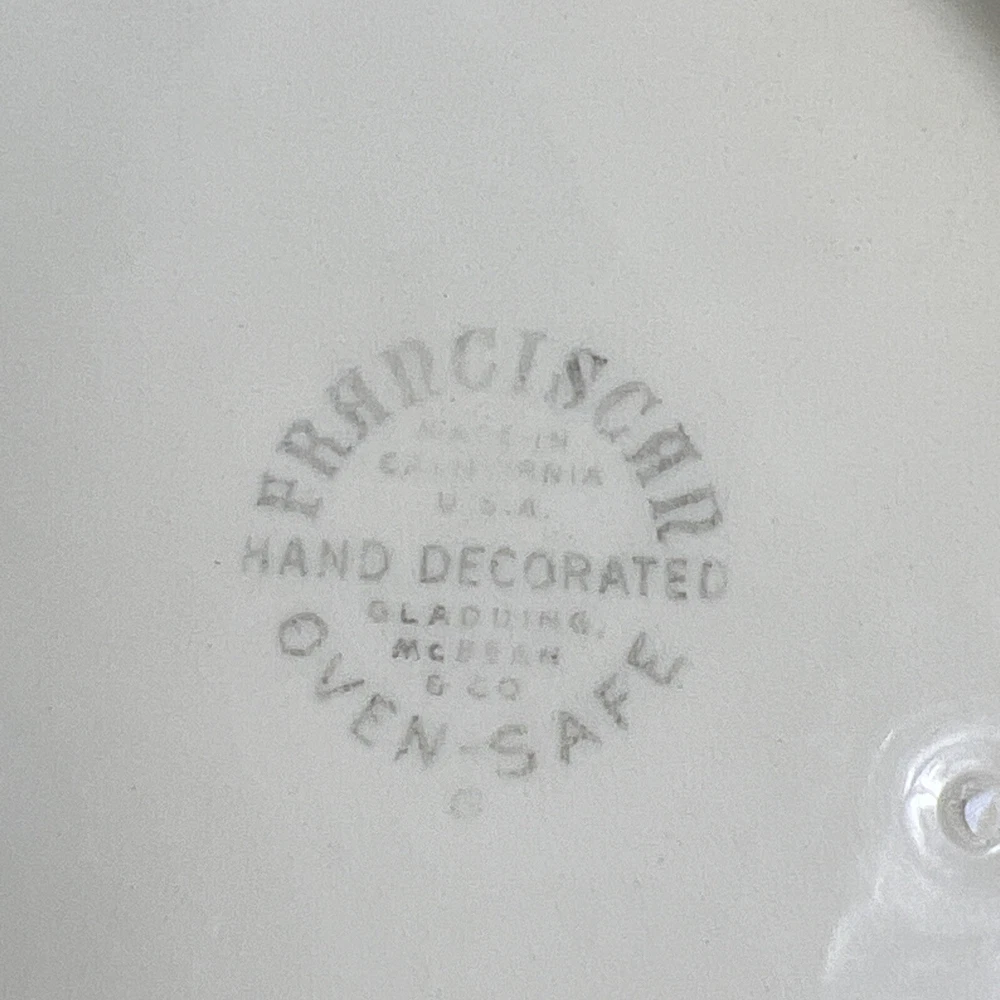 FRANCISCAN
MADE IN
CALIFORNIA
U.S.A.
HAND DECORATED
GLADDING,
MCBEAN
& CO
OVEN-SAFE
©